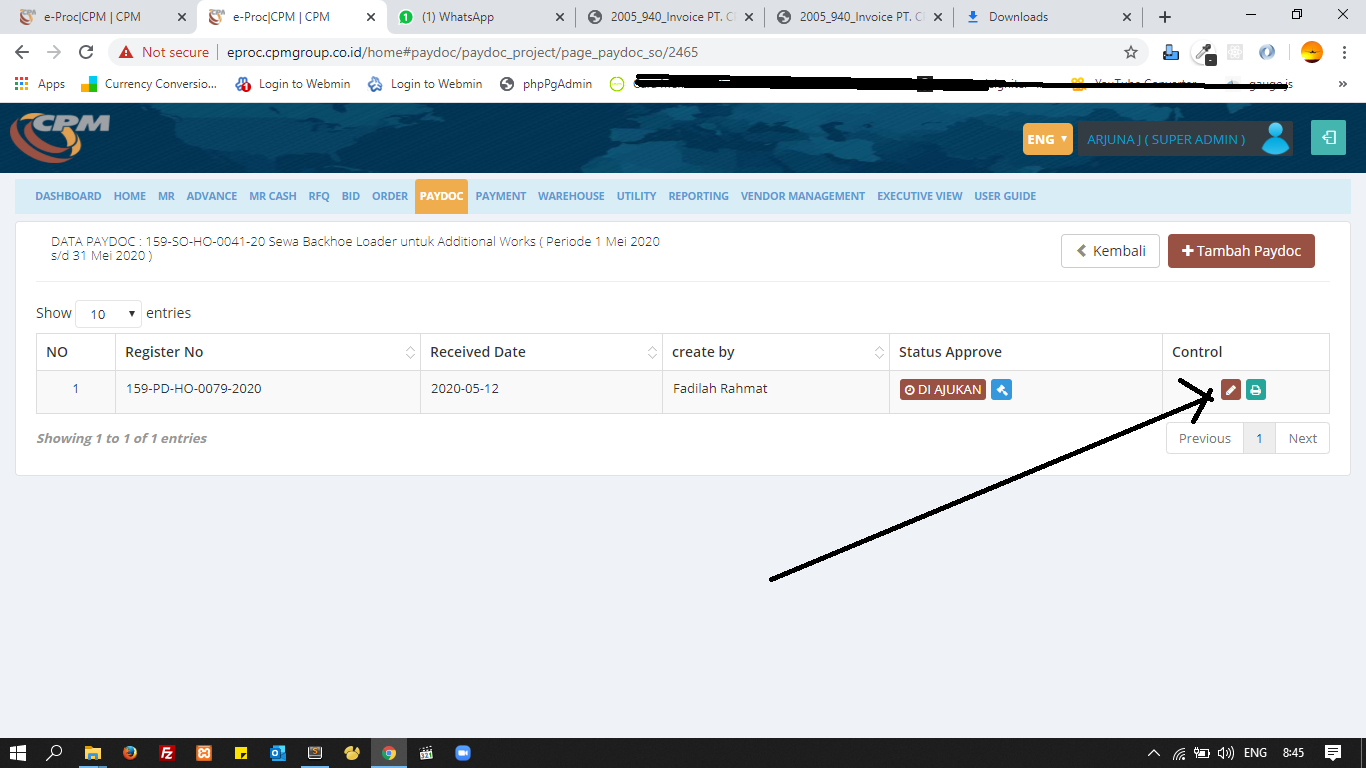 e-Proc|CPM | CPM
e-Proc|CPM | CPM
(1) WhatsApp
2005_940_Invoice PT. C
2005_940_Invoice PT. C
Downloads
Not secure
eproc.cpmgroup.co.id/home#paydoc/paydoc_project/page_paydoc_so/2465
Apps
Currency Conversio...
Login to Webmin
Login to Webmin
phpPgAdmin
YouTube Converter
gauge.js
»
CPM
ENG
ARJUNA J ( SUPER ADMIN )
DASHBOARD HOME MR ADVANCE MR CASH RFQ BID ORDER PAYDOC PAYMENT WAREHOUSE UTILITY REPORTING VENDOR MANAGEMENT EXECUTIVE VIEW USER GUIDE
DATA PAYDOC : 159-SO-HO-0041-20 Sewa Backhoe Loader untuk Additional Works ( Periode 1 Mei 2020
s/d 31 Mei 2020 )
Kembali
Tambah Paydoc
Show 10 entries
NO Register No Received Date create by Status Approve Control
1 159-PD-HO-0079-2020 2020-05-12 Fadilah Rahmat DI AJUKAN
Showing 1 to 1 of 1 entries
Previous 1 Next
ENG 8:45